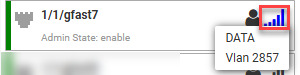 1/1/gfast7
Admin State: enable
DATA
Vlan 2857